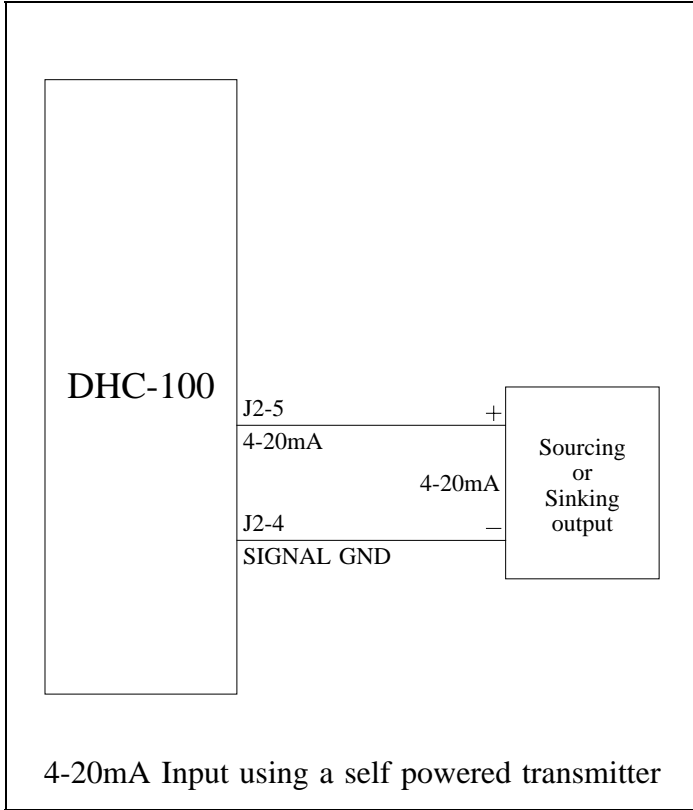 DHC-100
J2-5
+
4-20mA
Sourcing
or
Sinking
output
4-20mA
J2-4
−
SIGNAL GND
4-20mA Input using a self powered transmitter